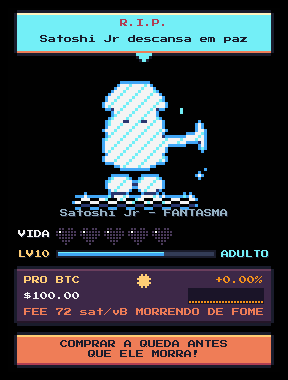 R.I.P.
Satoshi Jr descansa em paz
Satoshi Jr - FANTASMA
VIDA
LV10 ADULTO
PRO BTC +0.00%
$100.00
FEE 72 sat/vB MORRENDO DE FOME
COMPRAR A QUEDA ANTES
QUE ELE MORRA!